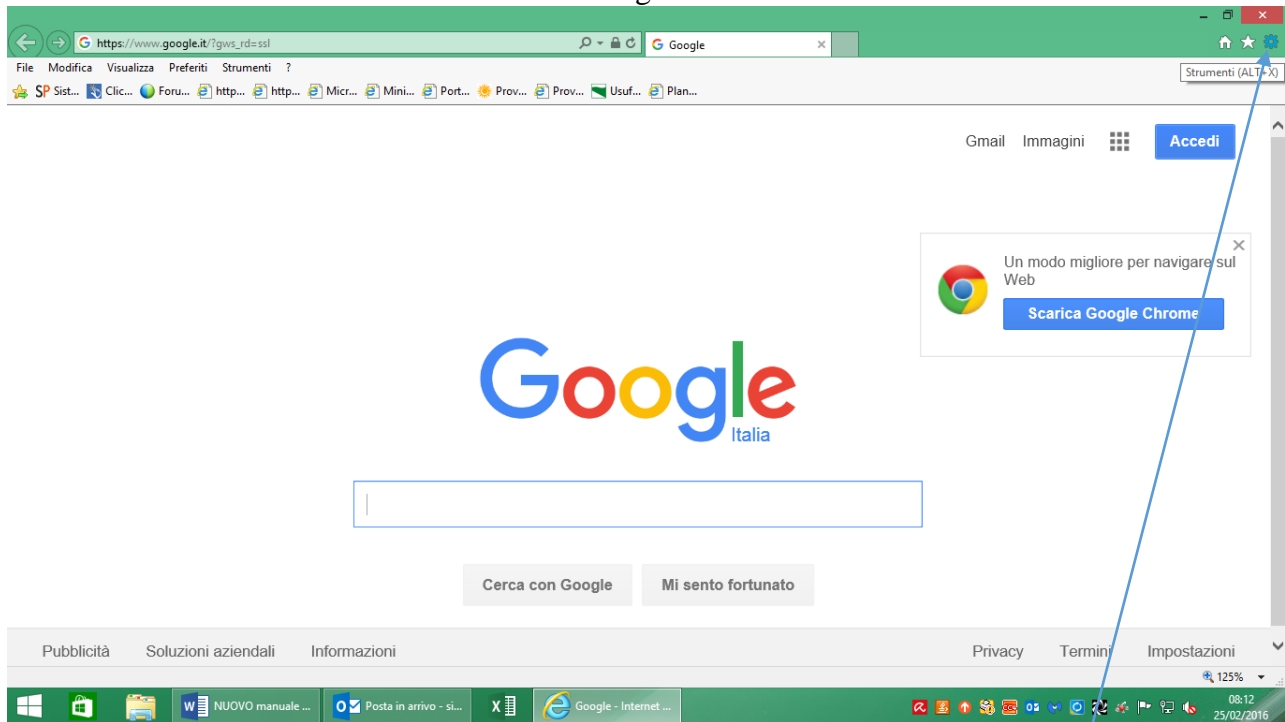 https://www.google.it/?gws_rd=ssl
Google
File Modifica Visualizza Preferiti Strumenti ?
Strumenti (ALT+X)
SP Sist... Clic... Foru... http... http... Micr... Mini... Port... Prov... Prov... Usuf... Plan...
Gmail Immagini Accedi
Un modo migliore per navigare sul
Web
Scarica Google Chrome
Google
Italia
Cerca con Google Mi sento fortunato
Pubblicità Soluzioni aziendali Informazioni Privacy Termini Impostazioni
125%
NUOVO manuale ... Posta in arrivo - si... Google - Internet ...
08:12
25/02/2016